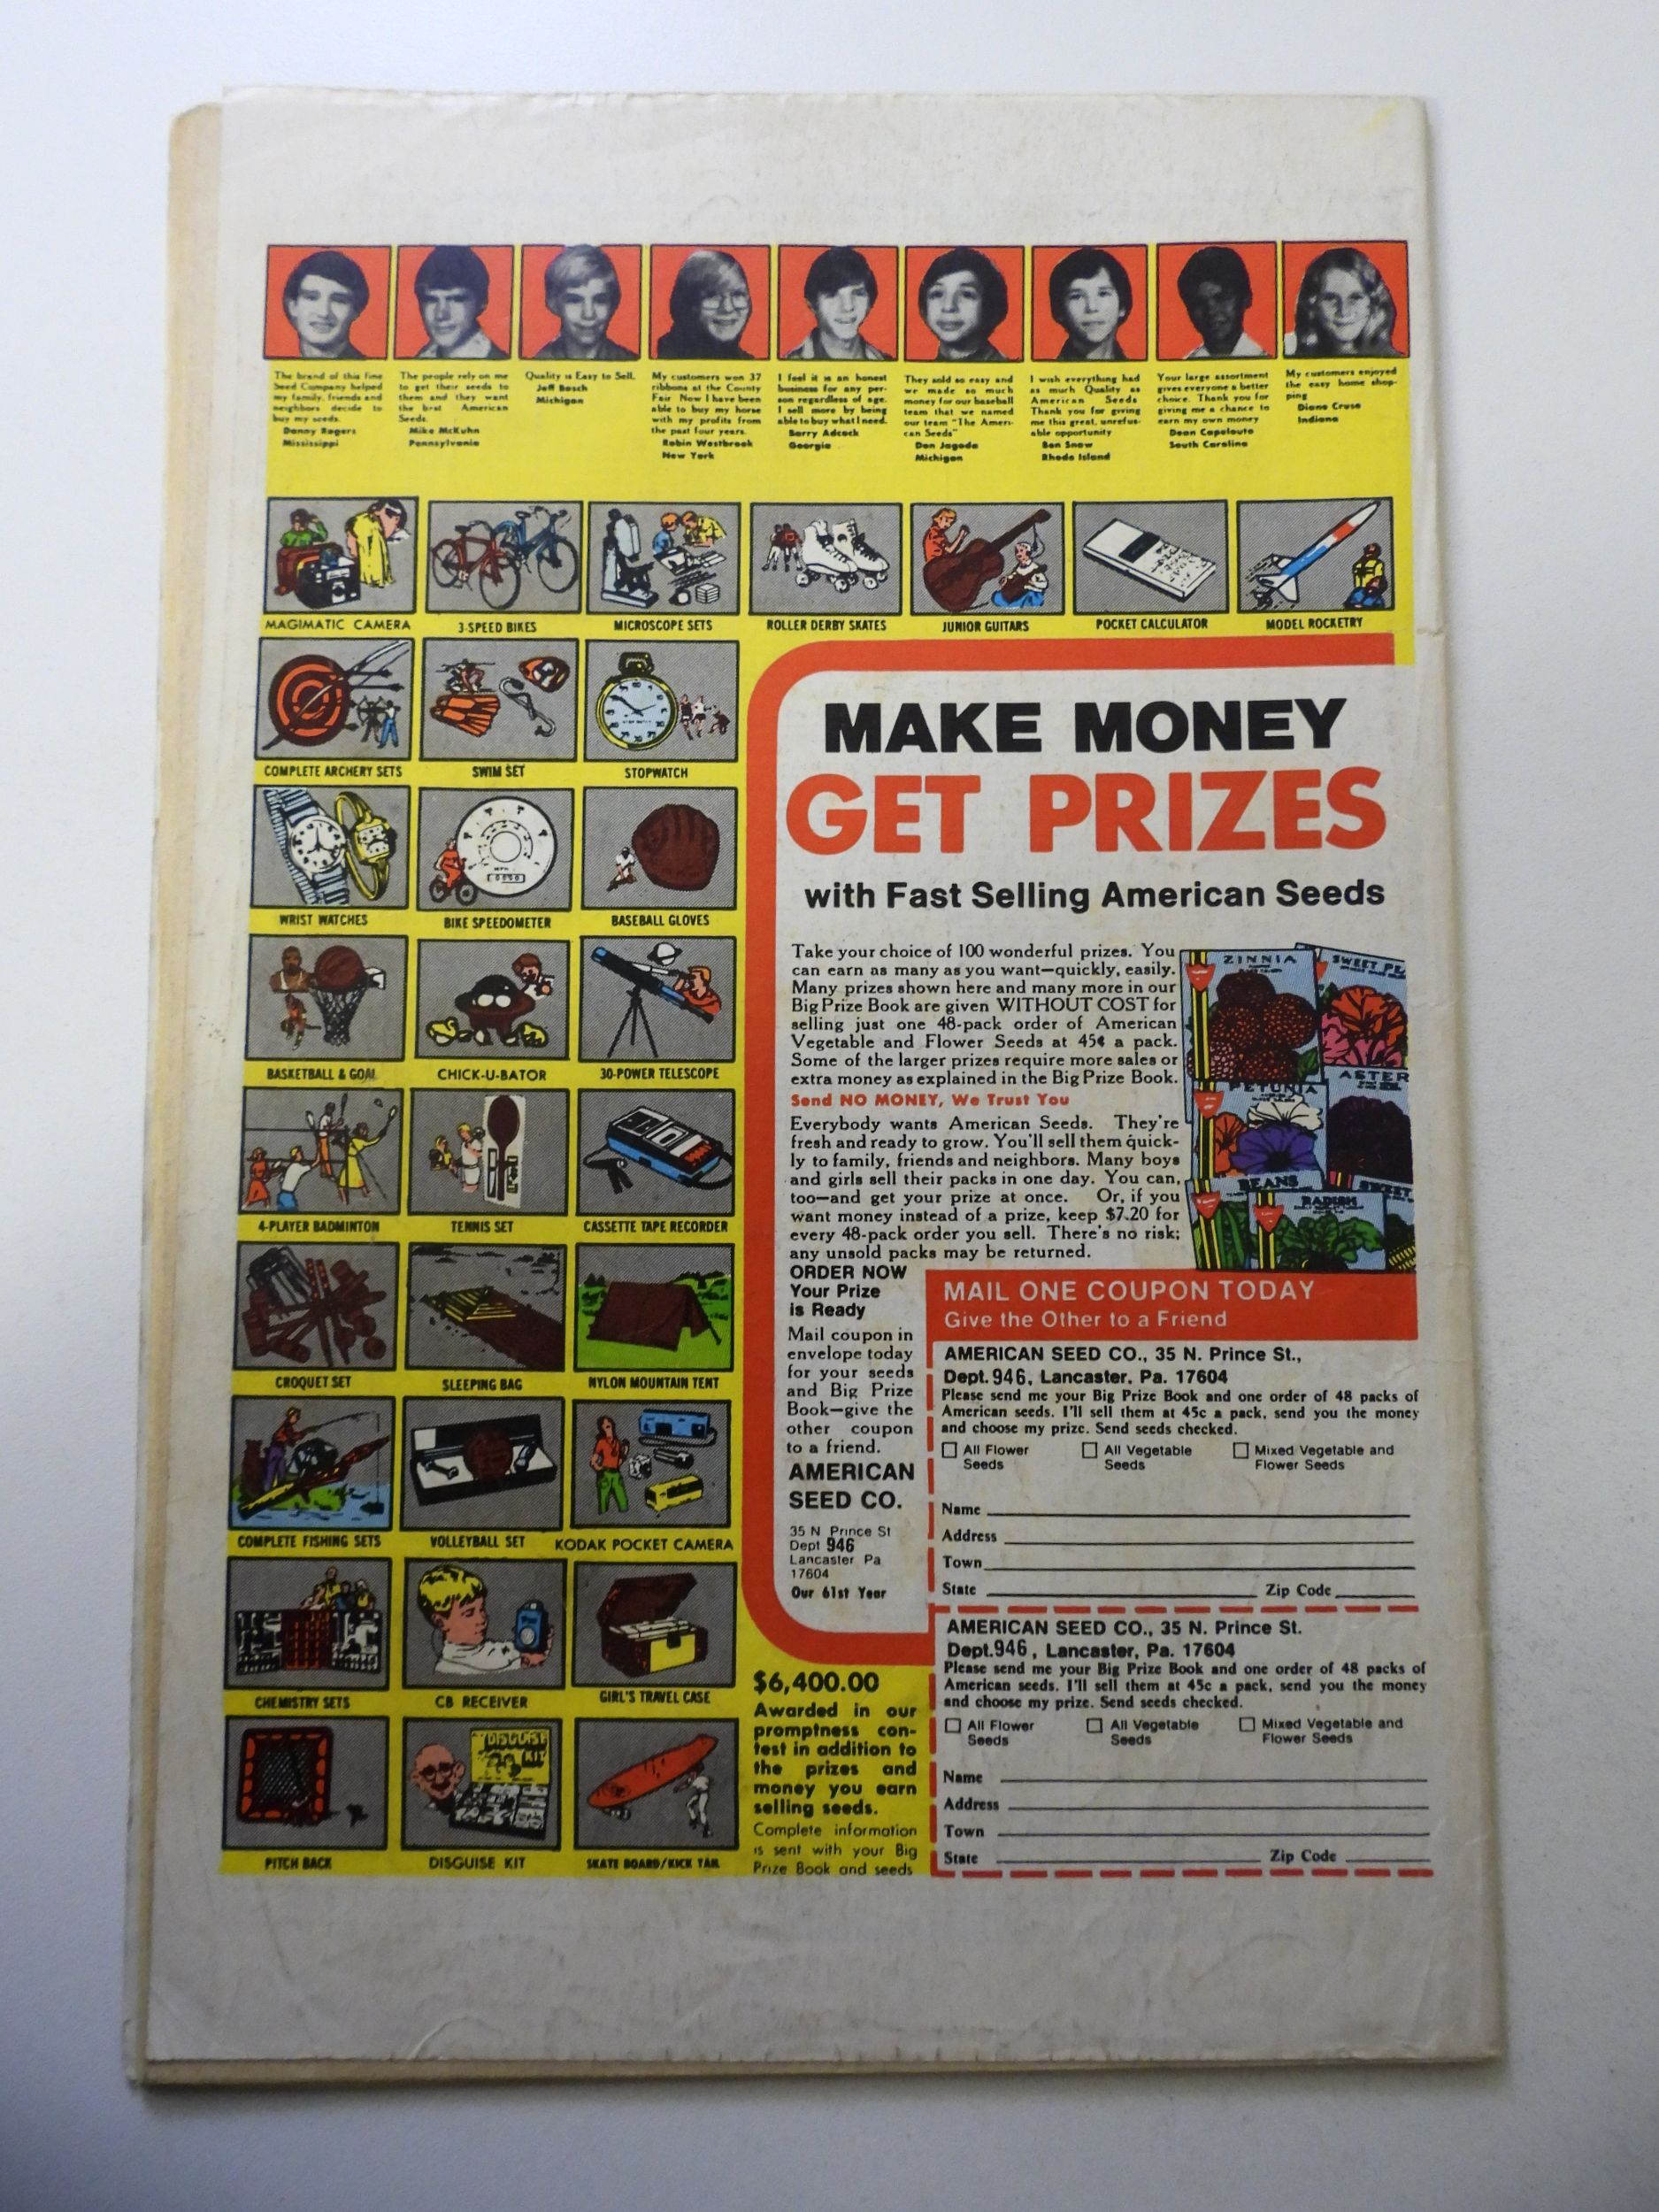 The brand of this fine
Seed Company helped
my family, friends and
neighbors decide to
buy my seeds.
Danny Rogers
Mississippi
The people rely on me
to get their seeds to
them and they want
the best American
Seeds.
Mike McKuhn
Pennsylvania
Quality is Easy to Sell.
Jeff Bosch
Michigan
My customers won 37
ribbons at the County
Fair Now I have been
able to buy my horse
with my profits from
the past four years.
Robin Westbrook
New York
I feel it is an honest
business for any per-
son regardless of age.
I sell more by being
able to buy what I need.
Barry Adcock
Georgia
They sold so easy and
we made so much
money for our baseball
team that we named
our team "The Ameri-
can Seeds"
Don Jagoda
Michigan
I wish everything had
as much Quality as
American Seeds
Thank you for giving
me this great, unrefus-
able opportunity
Ben Snow
Rhode Island
Your large assortment
gives everyone a better
choice. Thank you for
giving me a chance to
earn my own money
Dean Capelouto
South Carolina
My customers enjoyed
the easy home shop-
ping
Diane Cruse
Indiana
MAGIMATIC CAMERA
3-SPEED BIKES
MICROSCOPE SETS
ROLLER DERBY SKATES
JUNIOR GUITARS
POCKET CALCULATOR
MODEL ROCKETRY
COMPLETE ARCHERY SETS
SWIM SET
STOPWATCH
WRIST WATCHES
BIKE SPEEDOMETER
BASEBALL GLOVES
BASKETBALL & GOAL
CHICK-U-BATOR
30-POWER TELESCOPE
4-PLAYER BADMINTON
TENNIS SET
CASSETTE TAPE RECORDER
CROQUET SET
SLEEPING BAG
NYLON MOUNTAIN TENT
COMPLETE FISHING SETS
VOLLEYBALL SET
KODAK POCKET CAMERA
CHEMISTRY SETS
CB RECEIVER
GIRL'S TRAVEL CASE
DISGUISE
KIT
PITCH BACK
DISGUISE KIT
SKATE BOARD/KICK TAIL
MAKE MONEY
GET PRIZES
with Fast Selling American Seeds
Take your choice of 100 wonderful prizes. You
can earn as many as you want—quickly, easily.
Many prizes shown here and many more in our
Big Prize Book are given WITHOUT COST for
selling just one 48-pack order of American
Vegetable and Flower Seeds at 45¢ a pack.
Some of the larger prizes require more sales or
extra money as explained in the Big Prize Book.
Send NO MONEY, We Trust You
Everybody wants American Seeds. They're
fresh and ready to grow. You'll sell them quick-
ly to family, friends and neighbors. Many boys
and girls sell their packs in one day. You can,
too—and get your prize at once. Or, if you
want money instead of a prize, keep $7.20 for
every 48-pack order you sell. There's no risk;
any unsold packs may be returned.
ZINNIA
SWEET PE
PETUNIA
ASTER
BEANS
RADISH
SWEET
ORDER NOW
Your Prize
is Ready
Mail coupon in
envelope today
for your seeds
and Big Prize
Book—give the
other coupon
to a friend.
AMERICAN
SEED CO.
35 N Prince St
Dept 946
Lancaster Pa
17604
Our 61st Year
MAIL ONE COUPON TODAY
Give the Other to a Friend
AMERICAN SEED CO., 35 N. Prince St.,
Dept. 946, Lancaster, Pa. 17604
Please send me your Big Prize Book and one order of 48 packs of
American seeds. I'll sell them at 45c a pack, send you the money
and choose my prize. Send seeds checked.
All Flower Seeds
All Vegetable Seeds
Mixed Vegetable and Flower Seeds
Name
Address
Town
State Zip Code
AMERICAN SEED CO., 35 N. Prince St.
Dept. 946, Lancaster, Pa. 17604
Please send me your Big Prize Book and one order of 48 packs of
American seeds. I'll sell them at 45c a pack, send you the money
and choose my prize. Send seeds checked.
All Flower Seeds
All Vegetable Seeds
Mixed Vegetable and Flower Seeds
Name
Address
Town
State Zip Code
$6,400.00
Awarded in our
promptness con-
test in addition to
the prizes and
money you earn
selling seeds.
Complete information
is sent with your Big
Prize Book and seeds